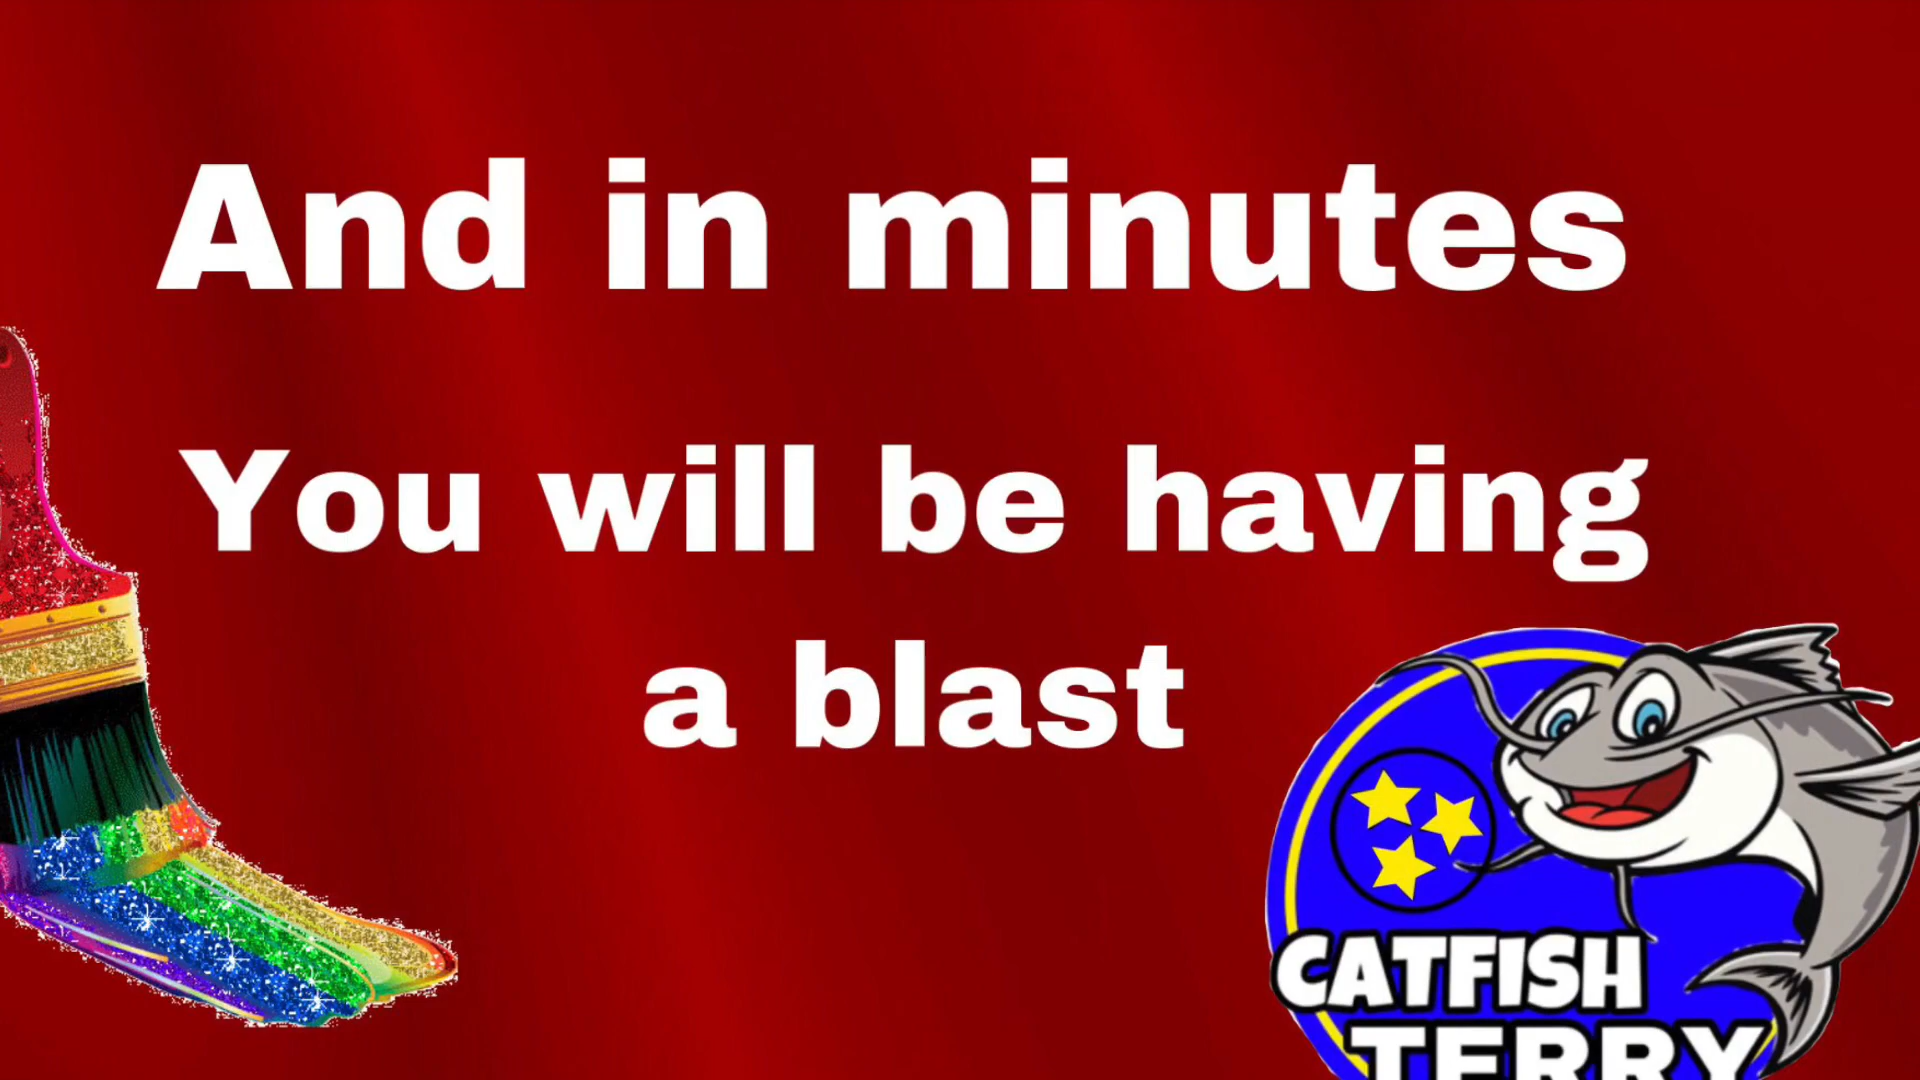 And in minutes
You will be having
a blast
CATFISH
TERRY